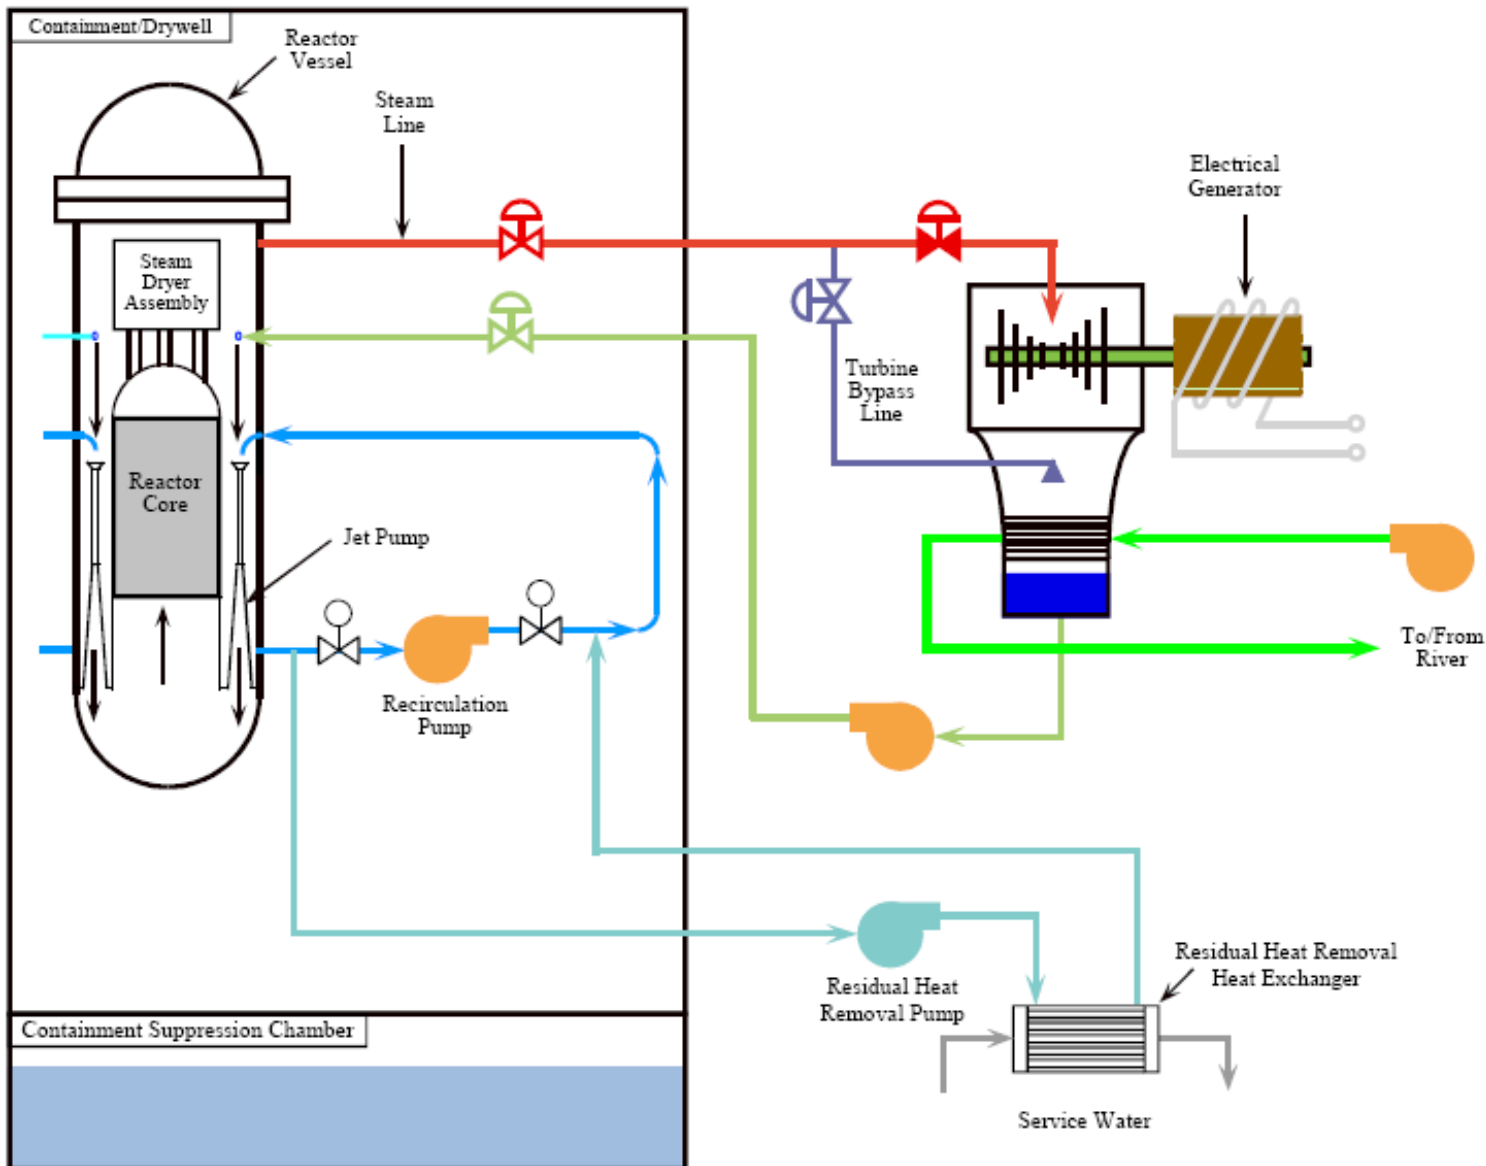 Containment/Drywell
Reactor
Vessel
Steam
Line
Electrical
Generator
Steam
Dryer
Assembly
Turbine
Bypass
Line
Reactor
Core
Jet Pump
To/From
River
Recirculation
Pump
Residual Heat Removal
Heat Exchanger
Residual Heat
Removal Pump
Containment Suppression Chamber
Service Water